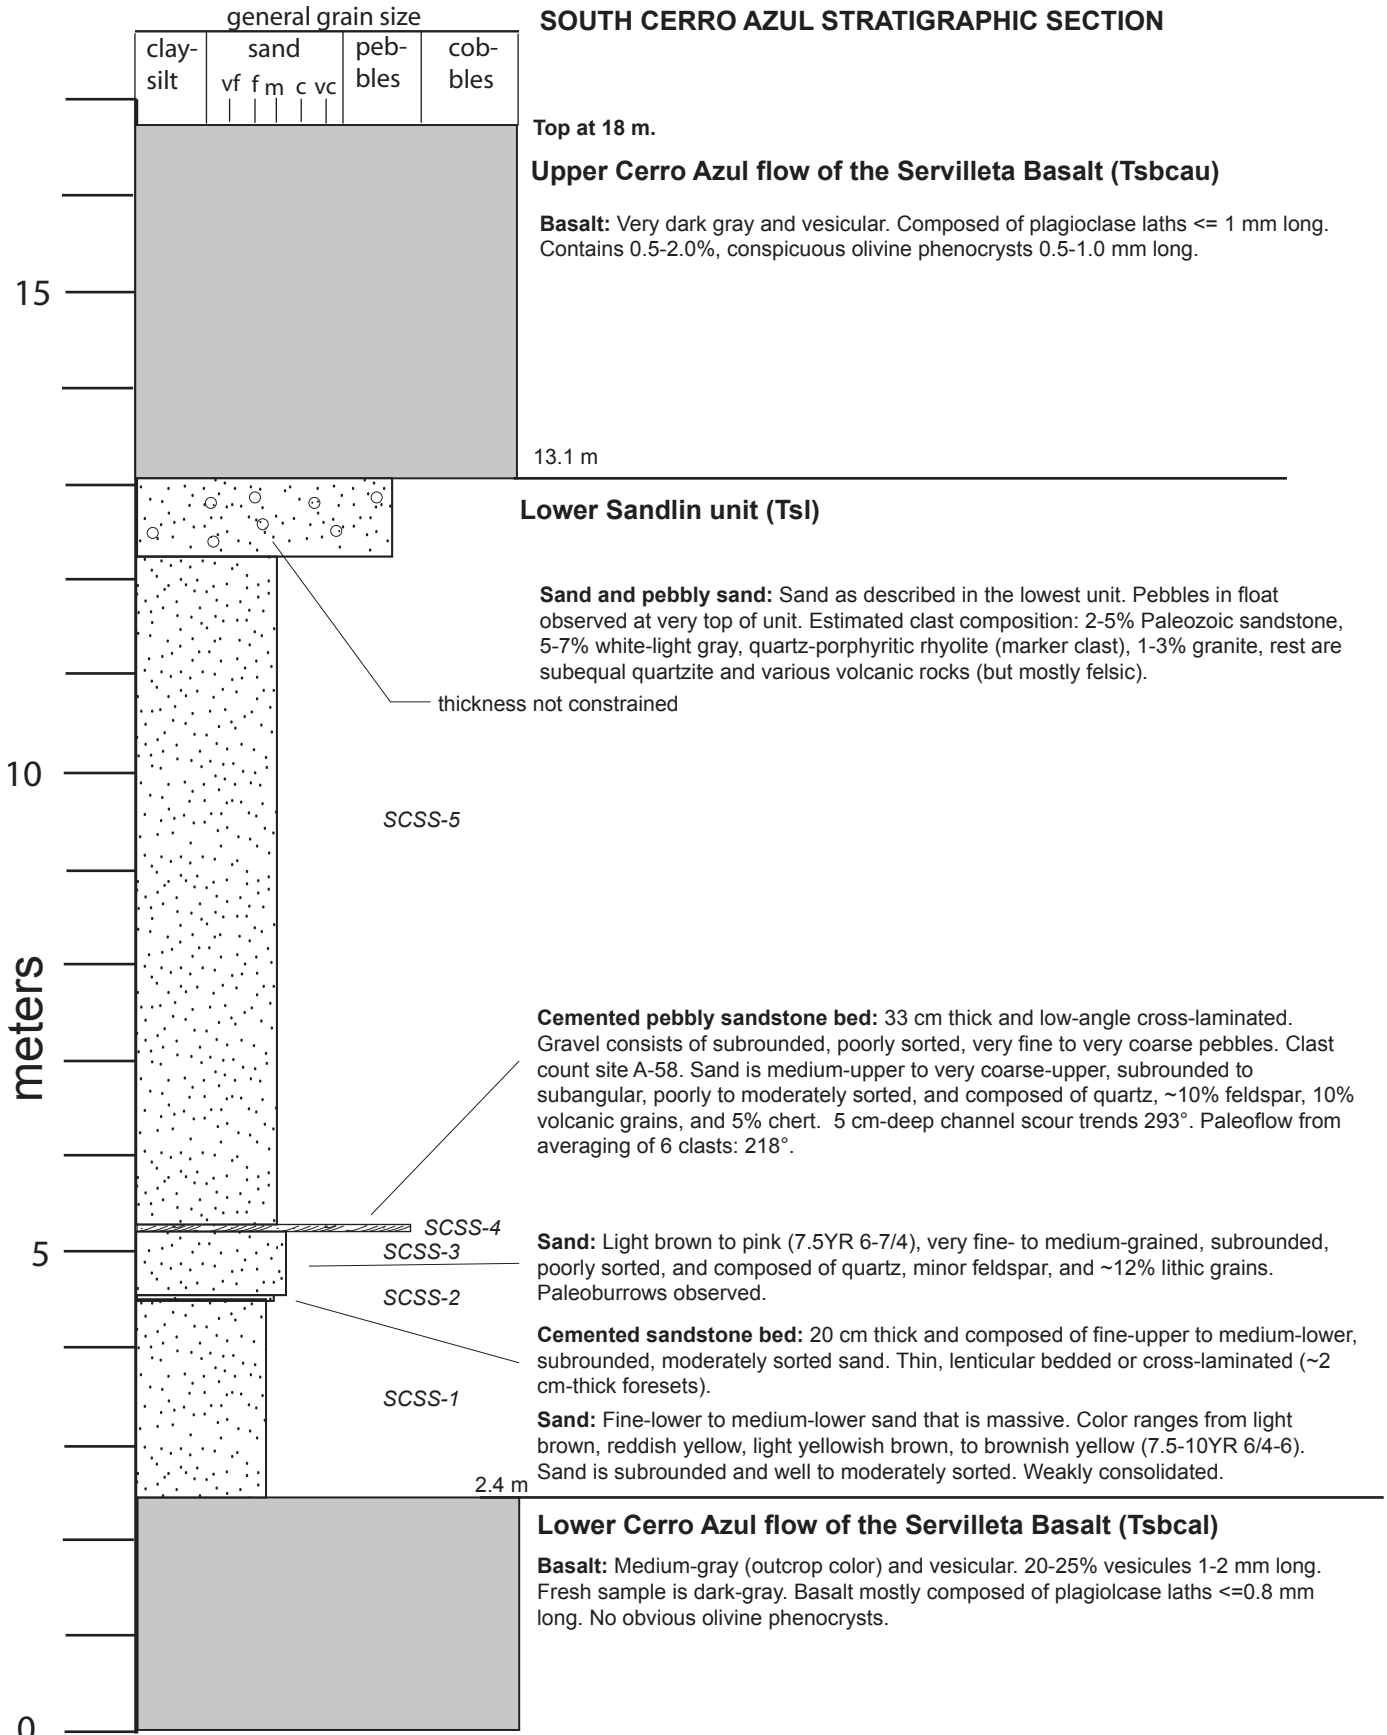 general grain size
SOUTH CERRO AZUL STRATIGRAPHIC SECTION
clay-
silt
sand
vf f m c vc
peb-
bles
cob-
bles
Top at 18 m.
Upper Cerro Azul flow of the Servilleta Basalt (Tsbcau)
Basalt: Very dark gray and vesicular. Composed of plagioclase laths <= 1 mm long.
Contains 0.5-2.0%, conspicuous olivine phenocrysts 0.5-1.0 mm long.
15
13.1 m
Lower Sandlin unit (Tsl)
Sand and pebbly sand: Sand as described in the lowest unit. Pebbles in float
observed at very top of unit. Estimated clast composition: 2-5% Paleozoic sandstone,
5-7% white-light gray, quartz-porphyritic rhyolite (marker clast), 1-3% granite, rest are
subequal quartzite and various volcanic rocks (but mostly felsic).
thickness not constrained
10
SCSS-5
meters
Cemented pebbly sandstone bed: 33 cm thick and low-angle cross-laminated.
Gravel consists of subrounded, poorly sorted, very fine to very coarse pebbles. Clast
count site A-58. Sand is medium-upper to very coarse-upper, subrounded to
subangular, poorly to moderately sorted, and composed of quartz, ~10% feldspar, 10%
volcanic grains, and 5% chert. 5 cm-deep channel scour trends 293°. Paleoflow from
averaging of 6 clasts: 218°.
SCSS-4
5
SCSS-3
Sand: Light brown to pink (7.5YR 6-7/4), very fine- to medium-grained, subrounded,
poorly sorted, and composed of quartz, minor feldspar, and ~12% lithic grains.
Paleoburrows observed.
SCSS-2
Cemented sandstone bed: 20 cm thick and composed of fine-upper to medium-lower,
subrounded, moderately sorted sand. Thin, lenticular bedded or cross-laminated (~2
cm-thick foresets).
SCSS-1
Sand: Fine-lower to medium-lower sand that is massive. Color ranges from light
brown, reddish yellow, light yellowish brown, to brownish yellow (7.5-10YR 6/4-6).
Sand is subrounded and well to moderately sorted. Weakly consolidated.
2.4 m
Lower Cerro Azul flow of the Servilleta Basalt (Tsbcal)
Basalt: Medium-gray (outcrop color) and vesicular. 20-25% vesicules 1-2 mm long.
Fresh sample is dark-gray. Basalt mostly composed of plagiolcase laths <=0.8 mm
long. No obvious olivine phenocrysts.
0